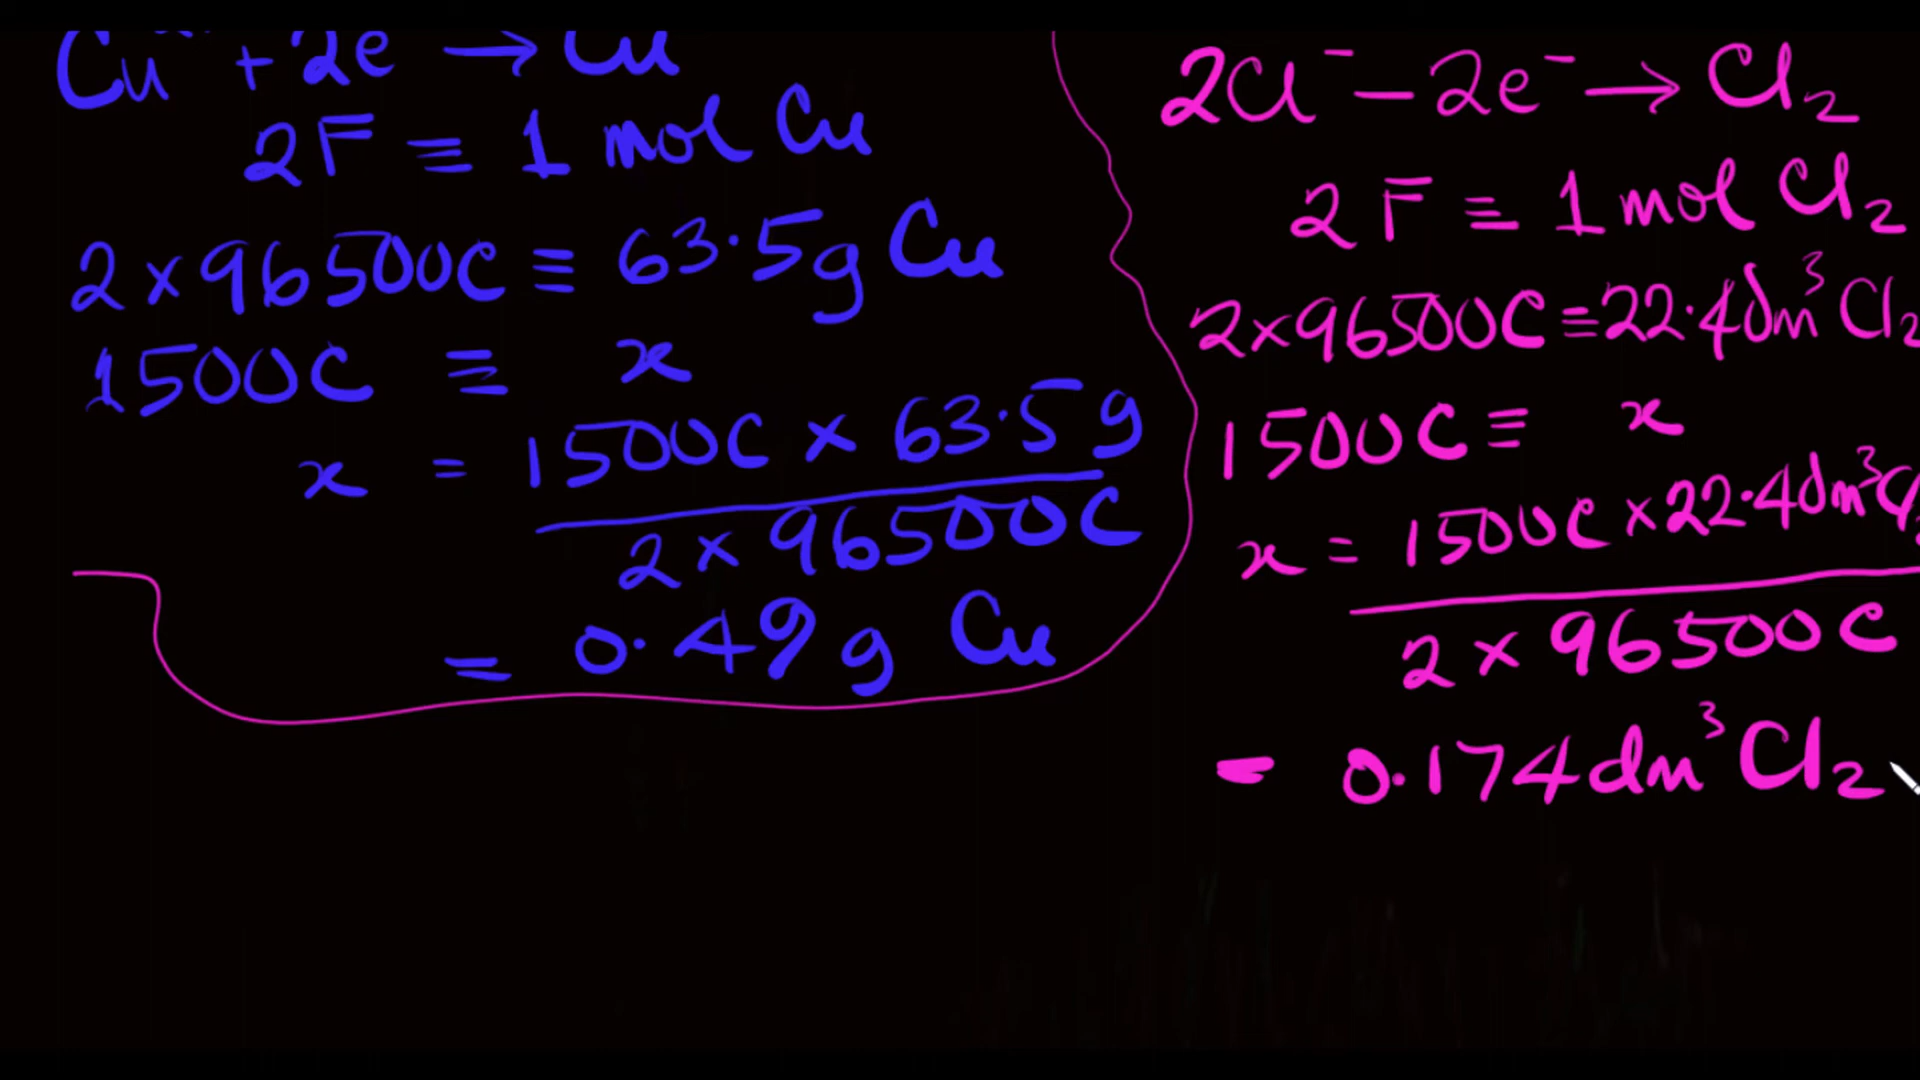 Cu + 2e → Cu
2F ≡ 1 mol Cu
2 × 96500C ≡ 63.5g Cu
1500C ≡ x
x = 1500C × 63.5g
2 × 96500C
= 0.49g Cu
2Cl⁻ – 2e⁻ → Cl₂
2F ≡ 1 mol Cl₂
2×96500C ≡ 22.4dm³ Cl₂
1500C ≡ x
x = 1500C × 22.4dm³
2 × 96500C
= 0.174dm³ Cl₂